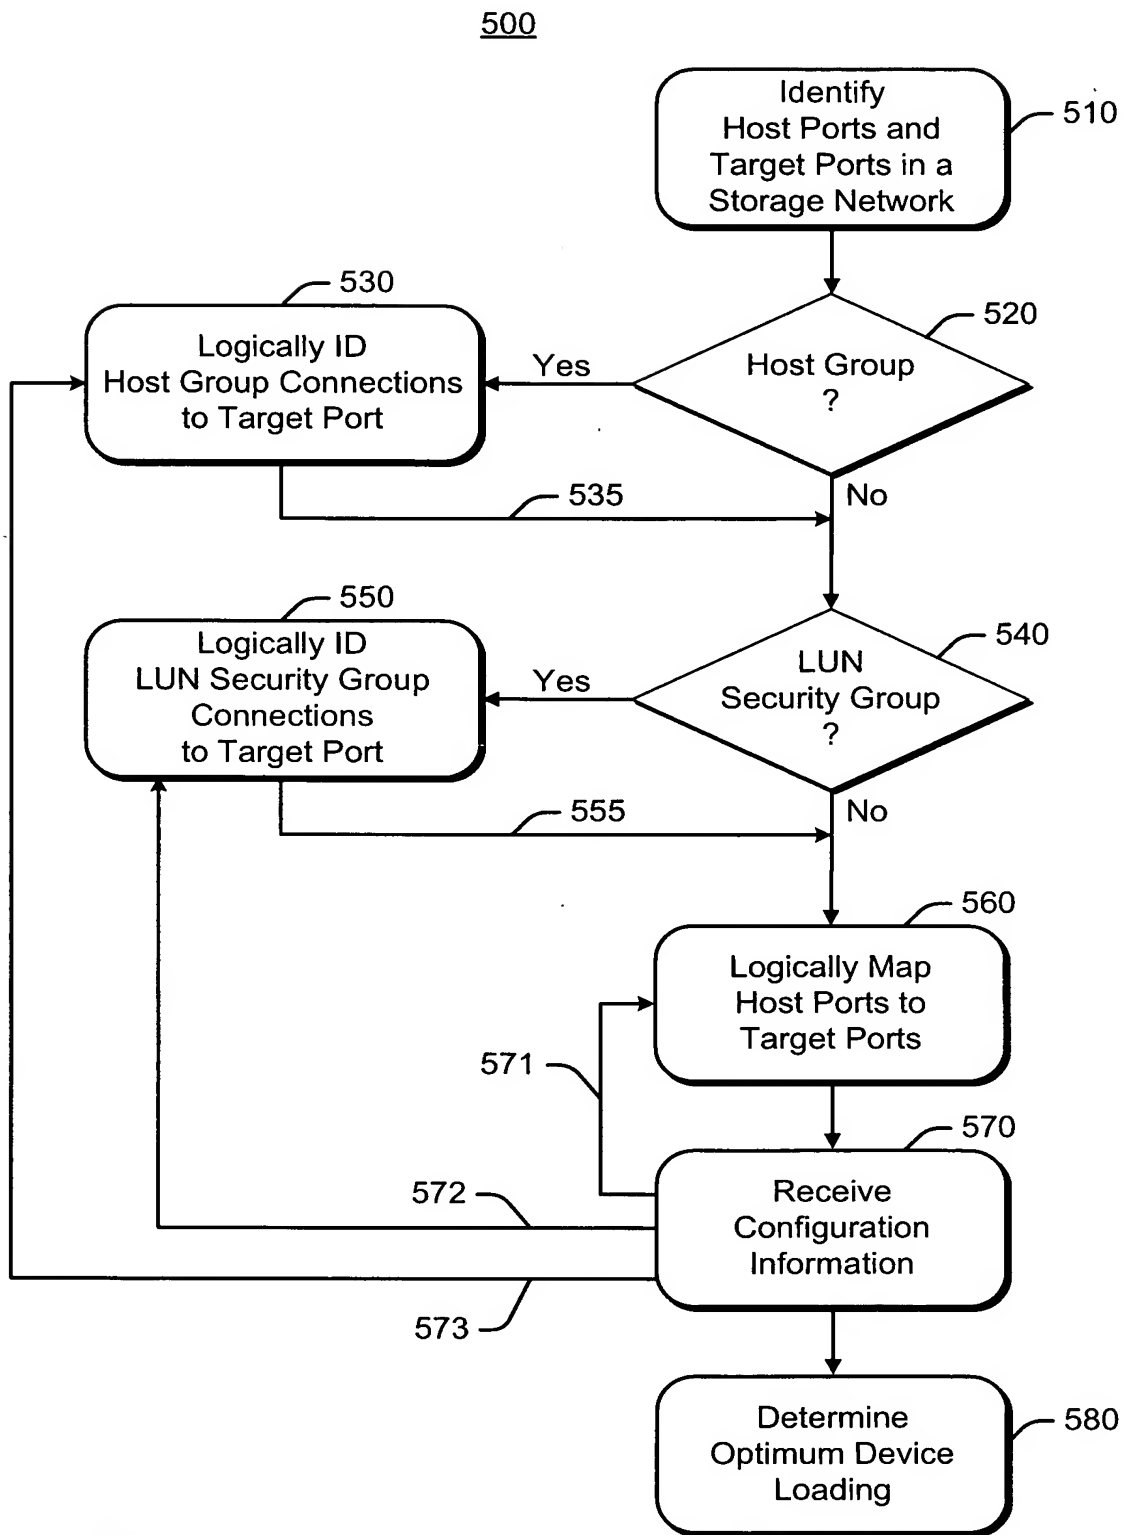 500
Identify
Host Ports and
Target Ports in a
Storage Network
510
530
Logically ID
Host Group Connections
to Target Port
Yes
Host Group
?
520
535
No
550
Logically ID
LUN Security Group
Connections
to Target Port
Yes
LUN
Security Group
?
540
555
No
560
Logically Map
Host Ports to
Target Ports
571
570
Receive
Configuration
Information
572
573
Determine
Optimum Device
Loading
580